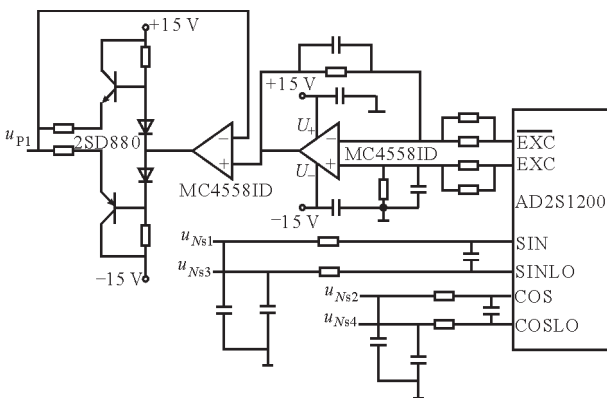 +15 V
+15 V
2SD880
u_P1
U₊
−
+
−
+
MC4558ID
MC4558ID
U₋
−15 V
−15 V
EXC̅
EXC
AD2S1200
SIN
SINLO
COS
COSLO
u_Ns1
u_Ns3
u_Ns2
u_Ns4